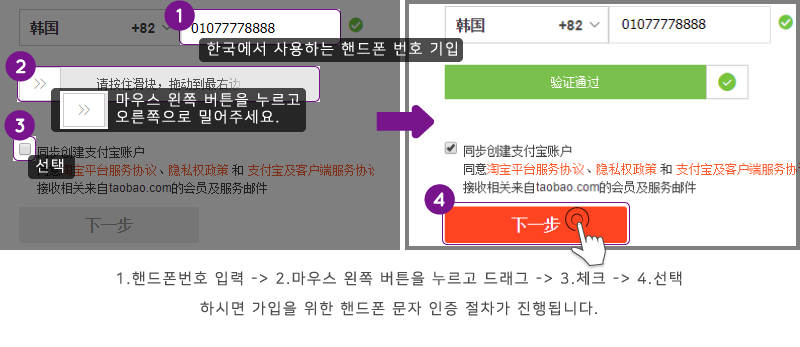 1
韩国 +82 01077778888
한국에서 사용하는 핸드폰 번호 기입
2
请按住滑块，拖动到最右边
마우스 왼쪽 버튼을 누르고
오른쪽으로 밀어주세요.
3
同步创建支付宝账户
선택
淘宝平台服务协议、隐私权政策 和 支付宝及客户端服务协议
接收相关来自taobao.com的会员及服务邮件
下一步
韩国 +82 01077778888
验证通过
同步创建支付宝账户
同意淘宝平台服务协议、隐私权政策 和 支付宝及客户端服务协
接收相关来自taobao.com的会员及服务邮件
4
下一步
1.핸드폰번호 입력 -> 2.마우스 왼쪽 버튼을 누르고 드래그 -> 3.체크 -> 4.선택
하시면 가입을 위한 핸드폰 문자 인증 절차가 진행됩니다.